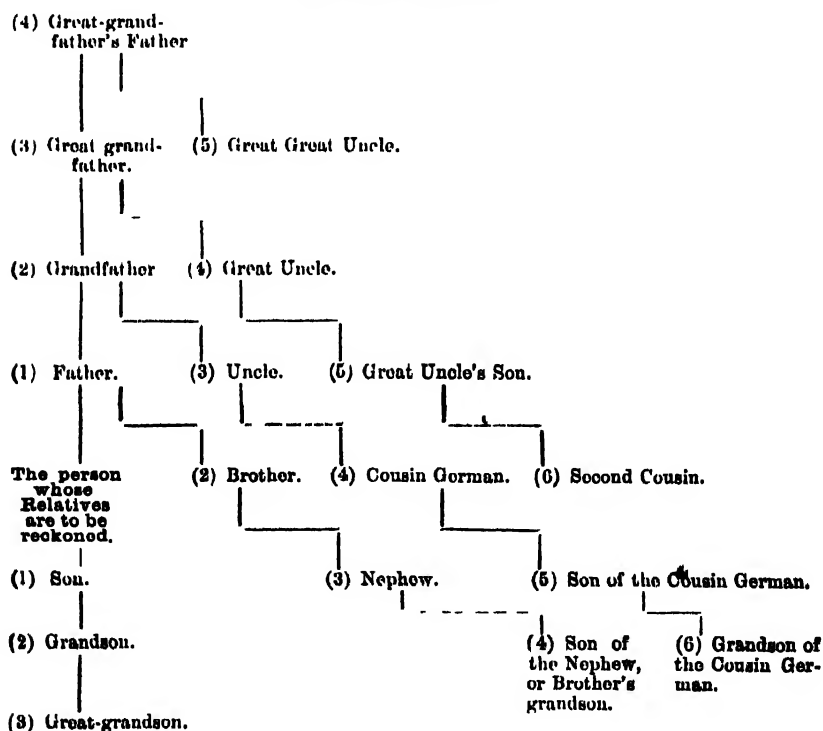 (4) Great-grand-
father's Father
(3) Great grand-
father.
(5) Great Great Uncle.
(2) Grandfather
(4) Great Uncle.
(1) Father.
(3) Uncle.
(5) Great Uncle's Son.
The person
whose
Relatives
are to be
reckoned.
(2) Brother.
(4) Cousin German.
(6) Second Cousin.
(1) Son.
(3) Nephew.
(5) Son of the Cousin German.
(2) Grandson.
(4) Son of
the Nephew,
or Brother's
grandson.
(6) Grandson of
the Cousin Ger-
man.
(3) Great-grandson.